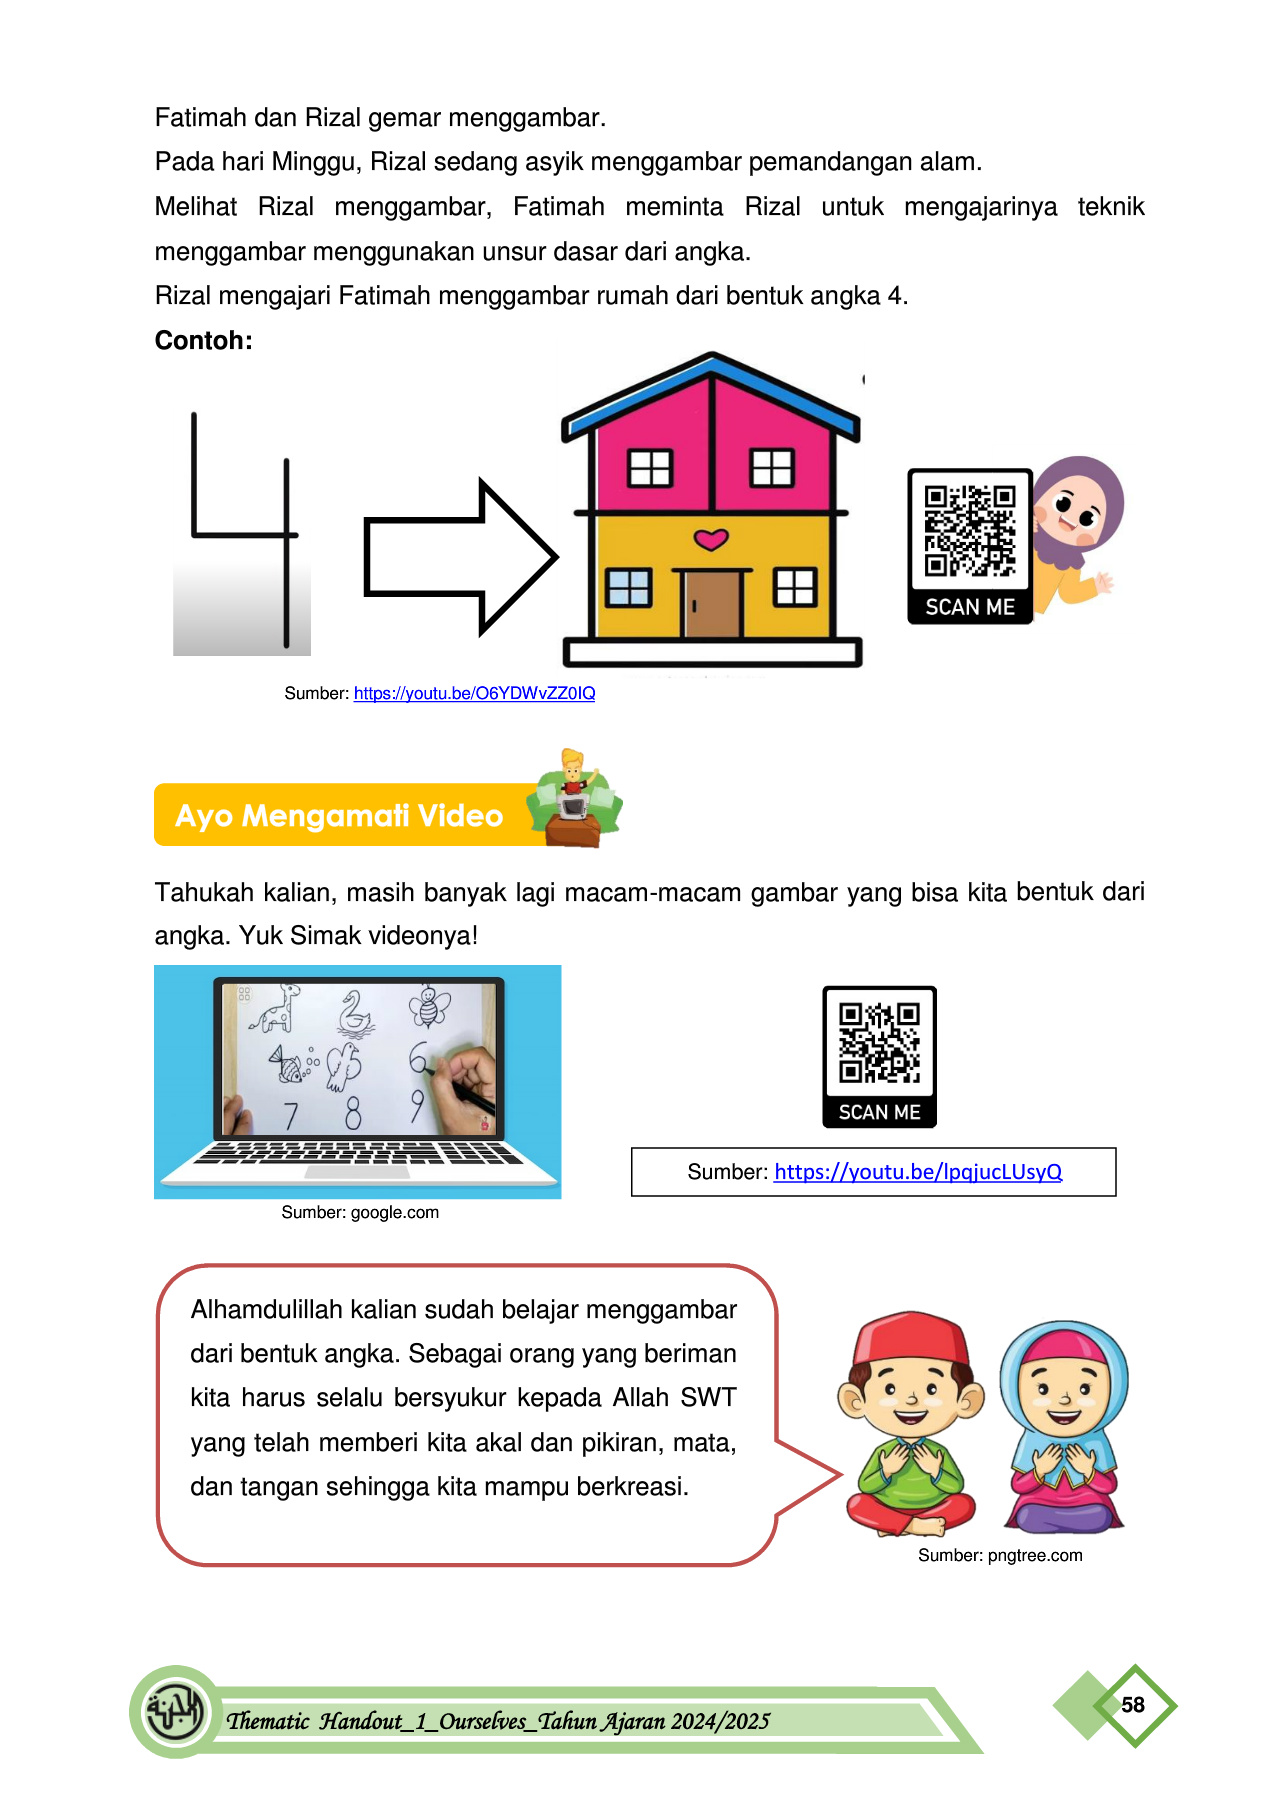 Fatimah dan Rizal gemar menggambar.
Pada hari Minggu, Rizal sedang asyik menggambar pemandangan alam.
Melihat Rizal menggambar, Fatimah meminta Rizal untuk mengajarinya teknik
menggambar menggunakan unsur dasar dari angka.
Rizal mengajari Fatimah menggambar rumah dari bentuk angka 4.
Contoh:
4
SCAN ME
Sumber: https://youtu.be/O6YDWvZZ0IQ
Ayo Mengamati Video
Tahukah kalian, masih banyak lagi macam-macam gambar yang bisa kita bentuk dari
angka. Yuk Simak videonya!
6
7 8 9
SCAN ME
Sumber: https://youtu.be/lpqjucLUsyQ
Sumber: google.com
Alhamdulillah kalian sudah belajar menggambar
dari bentuk angka. Sebagai orang yang beriman
kita harus selalu bersyukur kepada Allah SWT
yang telah memberi kita akal dan pikiran, mata,
dan tangan sehingga kita mampu berkreasi.
Sumber: pngtree.com
Thematic Handout_1_Ourselves_Tahun Ajaran 2024/2025
58